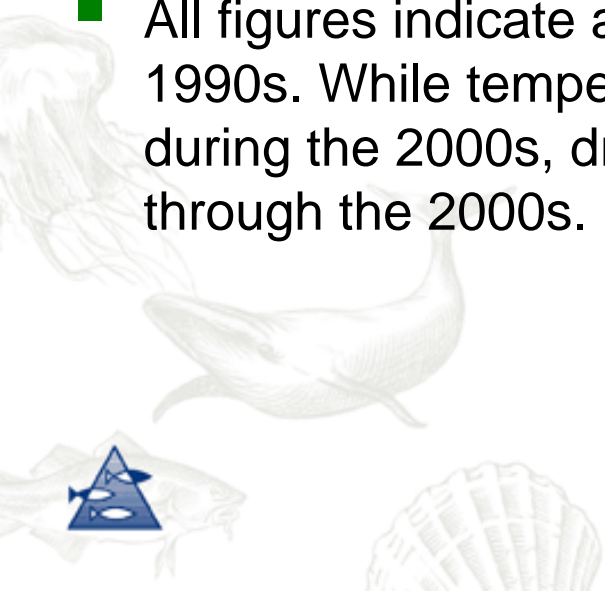 All figures indicate a
1990s. While tempe
during the 2000s, dr
through the 2000s.